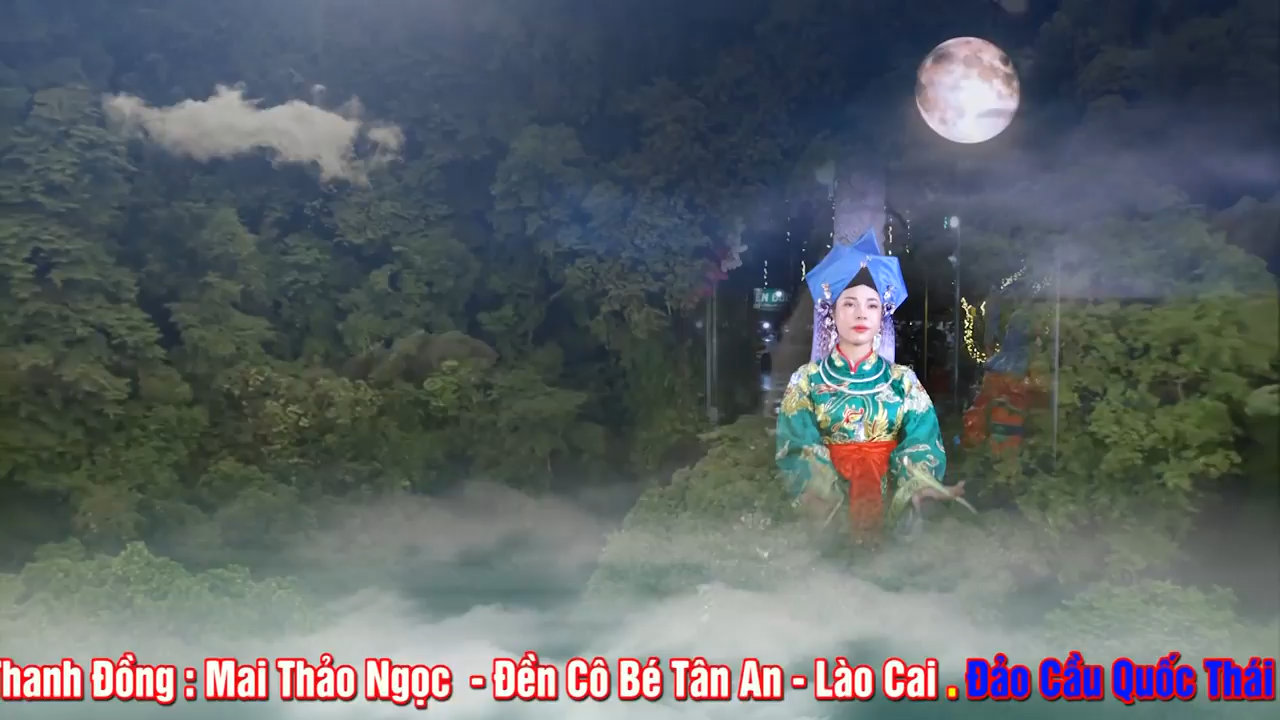 Thanh Đồng : Mai Thảo Ngọc - Đền Cô Bé Tân An - Lào Cai . Đảo Cầu Quốc Thái